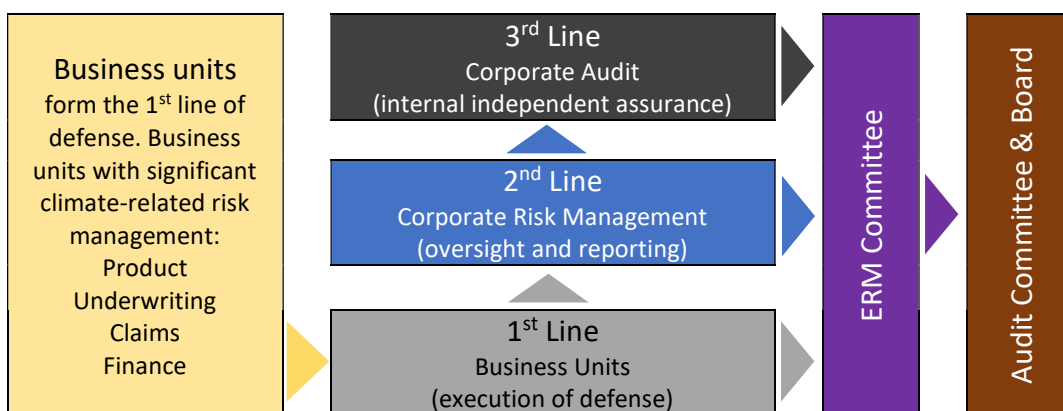 Business units
form the 1st line of
defense. Business
units with significant
climate-related risk
management:
Product
Underwriting
Claims
Finance
3rd Line
Corporate Audit
(internal independent assurance)
2nd Line
Corporate Risk Management
(oversight and reporting)
1st Line
Business Units
(execution of defense)
ERM Committee
Audit Committee & Board